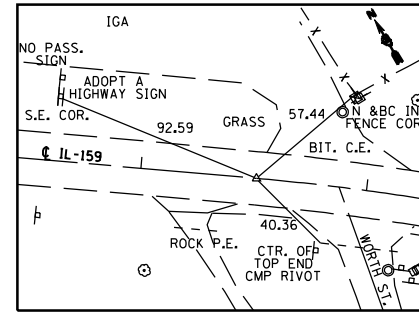 IGA
N
NO PASS.
SIGN
ADOPT A
HIGHWAY SIGN
S.E. COR.
92.59
GRASS
57.44
N &BC IN
FENCE COR
BIT. C.E.
℄ IL-159
40.36
ROCK P.E.
CTR. OF
TOP END
CMP RIVOT
WORTH ST.